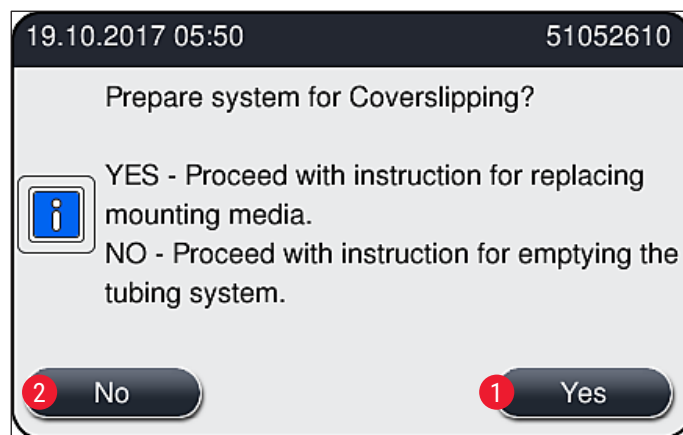 19.10.2017 05:50 51052610
Prepare system for Coverslipping?
YES - Proceed with instruction for replacing
mounting media.
NO - Proceed with instruction for emptying the
tubing system.
2 No 1 Yes